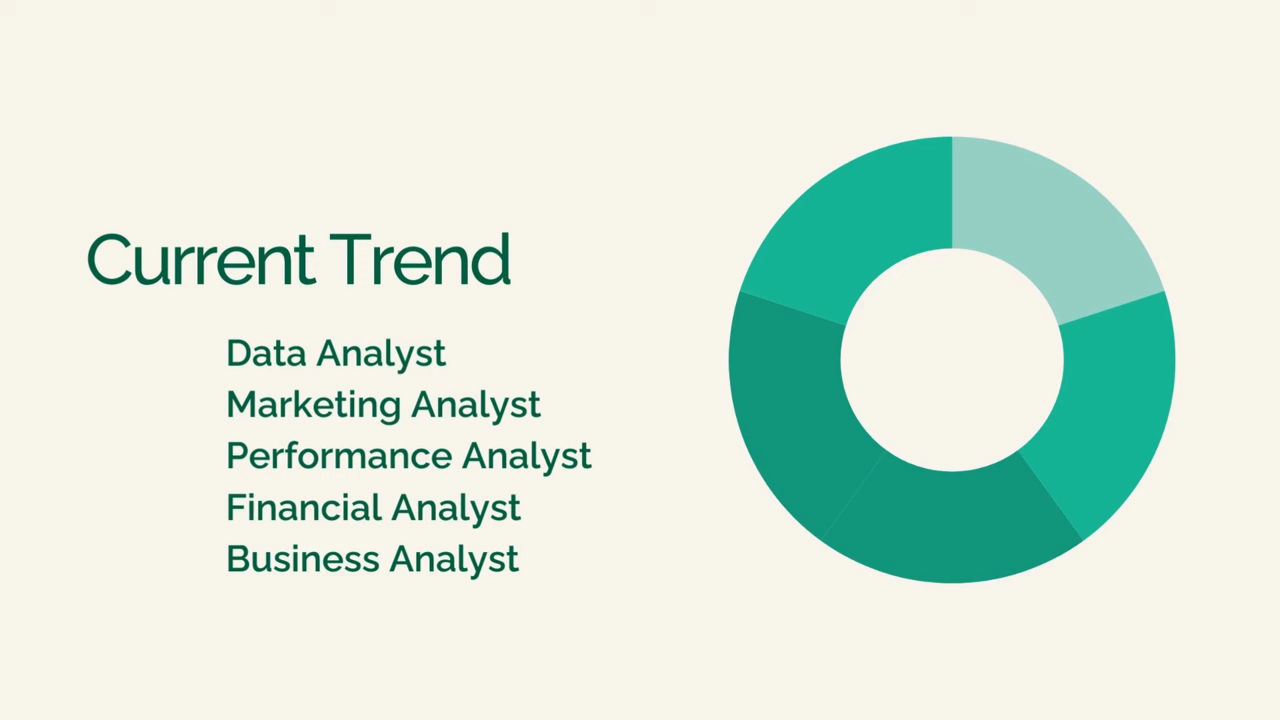 Current Trend
Data Analyst
Marketing Analyst
Performance Analyst
Financial Analyst
Business Analyst